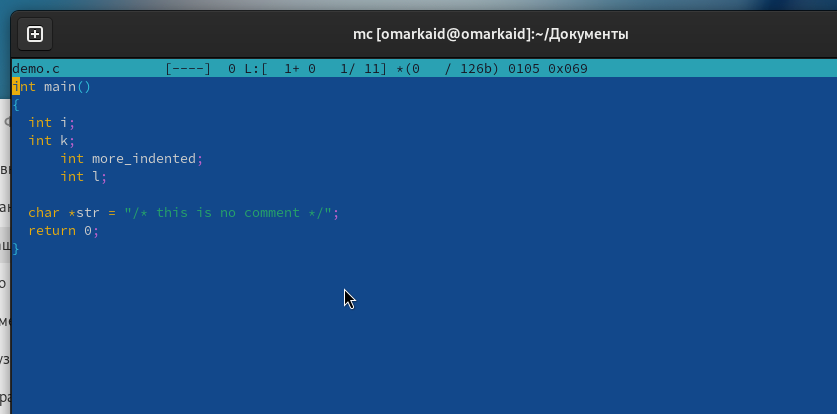 mc [omarkaid@omarkaid]:~/Документы
demo.c [----] 0 L:[ 1+ 0 1/ 11] *(0 / 126b) 0105 0x069
int main()
{
int i;
int k;
int more_indented;
int l;
char *str = "/* this is no comment */";
return 0;
}